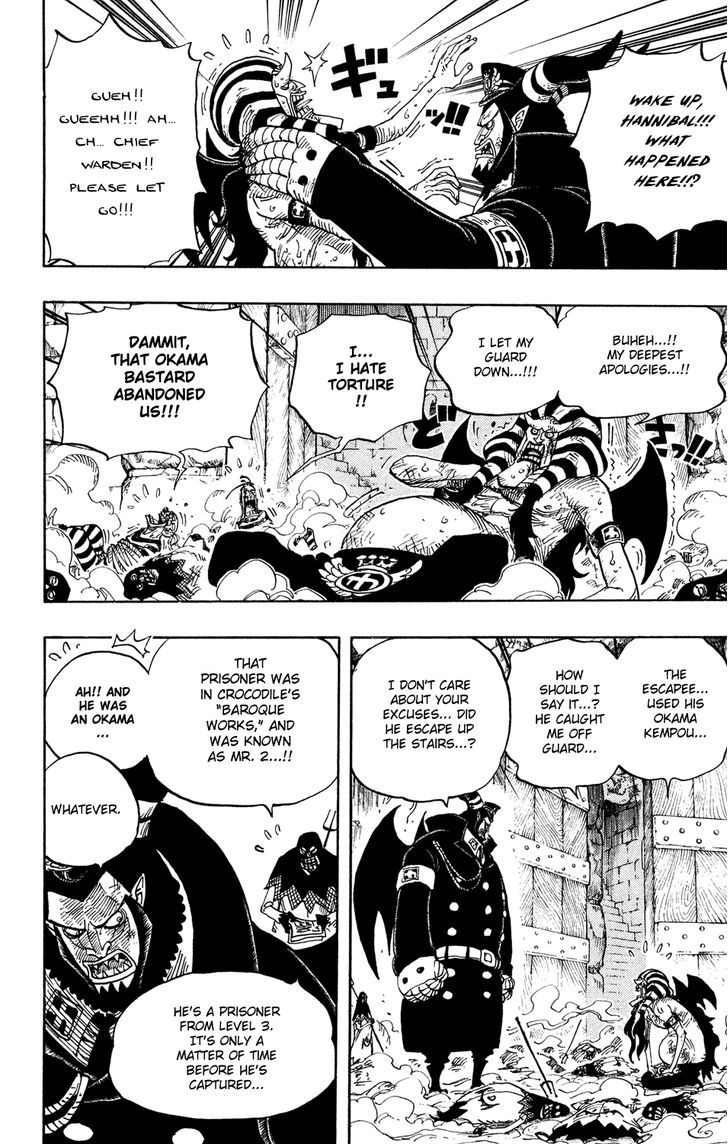 WAKE UP,
HANNIBAL!!!
WHAT
HAPPENED
HERE!!?
ギュッ!!
GUEH!!
GUEEHH!!! AH...
CH... CHIEF
WARDEN!!
PLEASE LET
GO!!!
BUHEH...!!
MY DEEPEST
APOLOGIES...!!
I LET MY
GUARD
DOWN...!!!
I...
I HATE
TORTURE
!!
DAMMIT,
THAT OKAMA
BASTARD
ABANDONED
US!!!
THE
ESCAPEE...
USED HIS
OKAMA
KEMPOU...
HOW
SHOULD I
SAY IT...?
HE CAUGHT
ME OFF
GUARD...
I DON'T CARE
ABOUT YOUR
EXCUSES... DID
HE ESCAPE UP
THE STAIRS...?
THAT
PRISONER WAS
IN CROCODILE'S
"BAROQUE
WORKS," AND
WAS KNOWN
AS MR. 2...!!
AH!! AND
HE WAS
AN OKAMA
...
WHATEVER.
HE'S A PRISONER
FROM LEVEL 3.
IT'S ONLY A
MATTER OF TIME
BEFORE HE'S
CAPTURED...